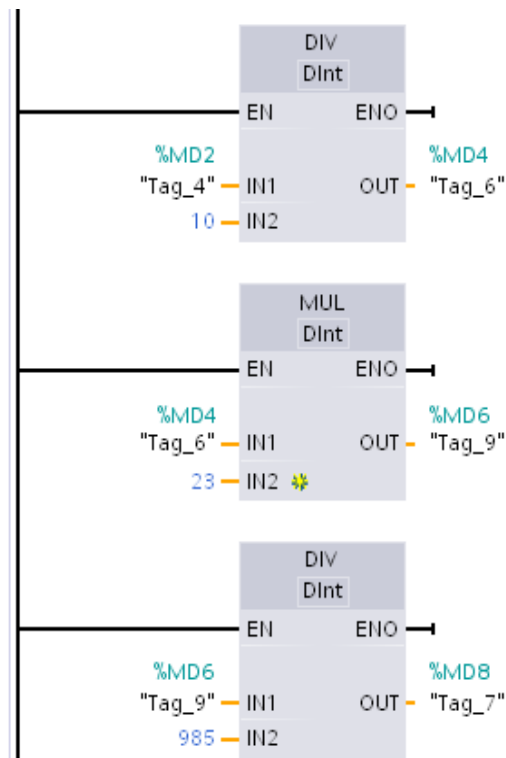 DIV
DInt
EN ENO
%MD2 %MD4
"Tag_4" IN1 OUT "Tag_6"
10 IN2
MUL
DInt
EN ENO
%MD4 %MD6
"Tag_6" IN1 OUT "Tag_9"
23 IN2
DIV
DInt
EN ENO
%MD6 %MD8
"Tag_9" IN1 OUT "Tag_7"
985 IN2